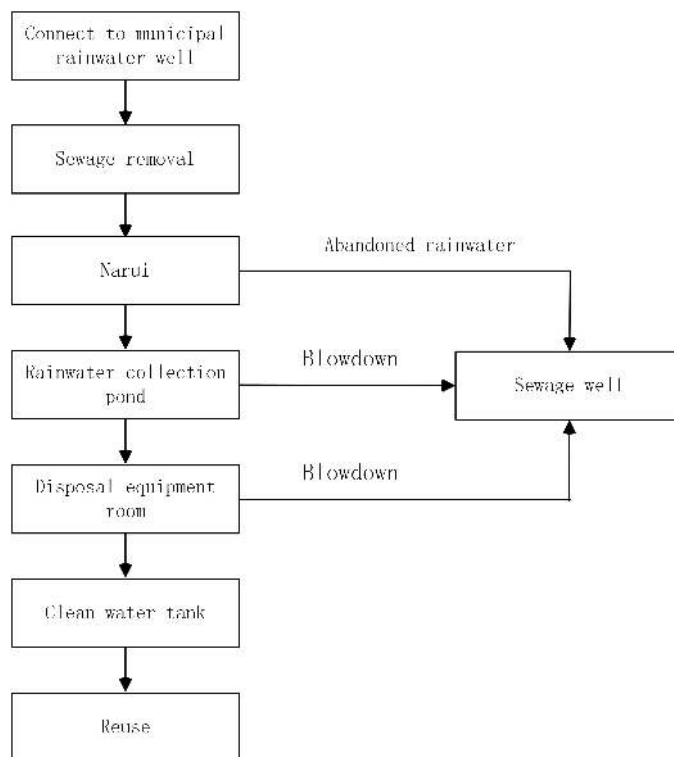 Connect to municipal
rainwater well
Sewage removal
Narui
Abandoned rainwater
Rainwater collection
pond
Blowdown
Sewage well
Disposal equipment
room
Blowdown
Clean water tank
Reuse